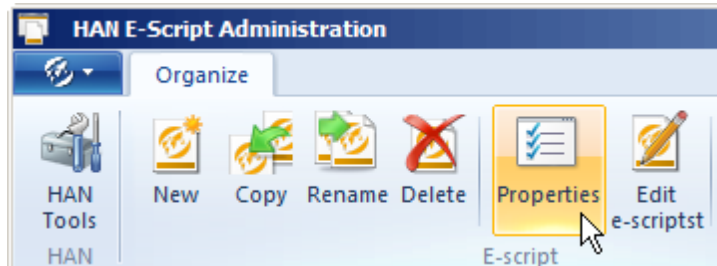 HAN E-Script Administration
Organize
HAN Tools
New
Copy
Rename
Delete
Properties
Edit e-scriptst
HAN
E-script